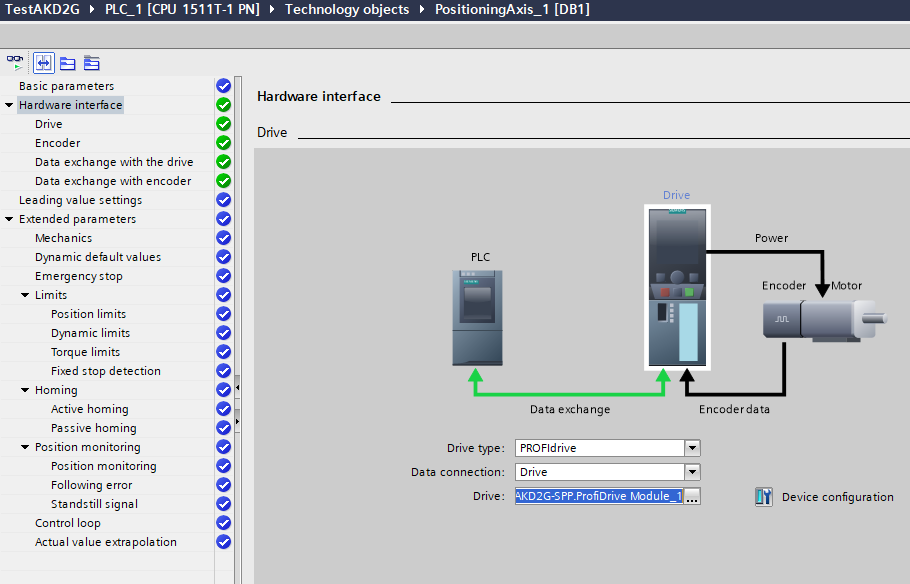 TestAKD2G PLC_1 [CPU 1511T-1 PN] Technology objects PositioningAxis_1 [DB1]
Basic parameters
Hardware interface
Drive
Encoder
Data exchange with the drive
Data exchange with encoder
Leading value settings
Extended parameters
Mechanics
Dynamic default values
Emergency stop
Limits
Position limits
Dynamic limits
Torque limits
Fixed stop detection
Homing
Active homing
Passive homing
Position monitoring
Position monitoring
Following error
Standstill signal
Control loop
Actual value extrapolation
Hardware interface
Drive
Drive
PLC
Power
Encoder
Motor
Data exchange
Encoder data
Drive type: PROFIdrive
Data connection: Drive
Drive: AKD2G-SPP.ProfiDrive Module_1 ...
Device configuration